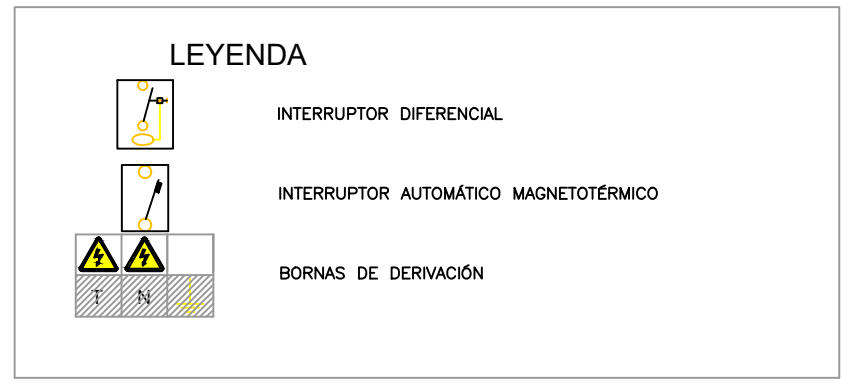 LEYENDA
INTERRUPTOR DIFERENCIAL
INTERRUPTOR AUTOMÁTICO MAGNETOTÉRMICO
BORNAS DE DERIVACIÓN
T N